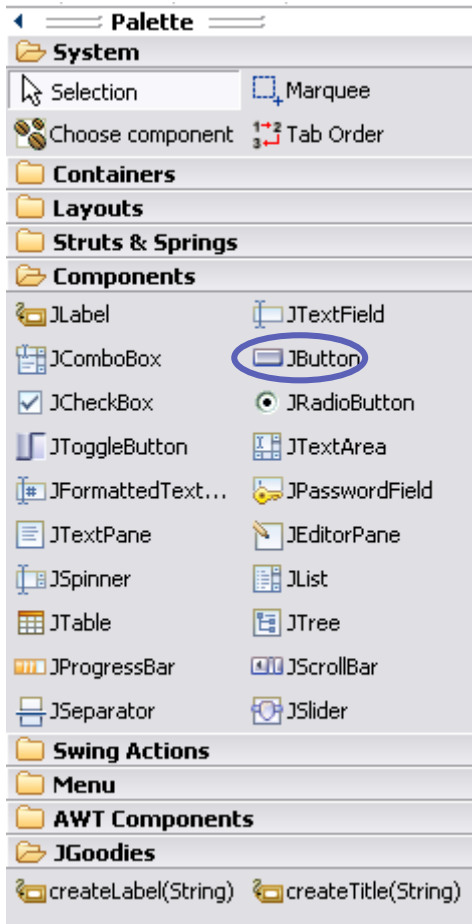 Palette
System
Selection Marquee
Choose component Tab Order
Containers
Layouts
Struts & Springs
Components
JLabel JTextField
JComboBox JButton
JCheckBox JRadioButton
JToggleButton JTextArea
JFormattedText... JPasswordField
JTextPane JEditorPane
JSpinner JList
JTable JTree
JProgressBar JScrollBar
JSeparator JSlider
Swing Actions
Menu
AWT Components
JGoodies
createLabel(String) createTitle(String)